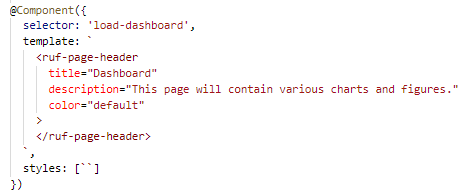 @Component({
  selector: 'load-dashboard',
  template: `
    <ruf-page-header
      title="Dashboard"
      description="This page will contain various charts and figures."
      color="default"
    >
    </ruf-page-header>
  `,
  styles: [``]
})